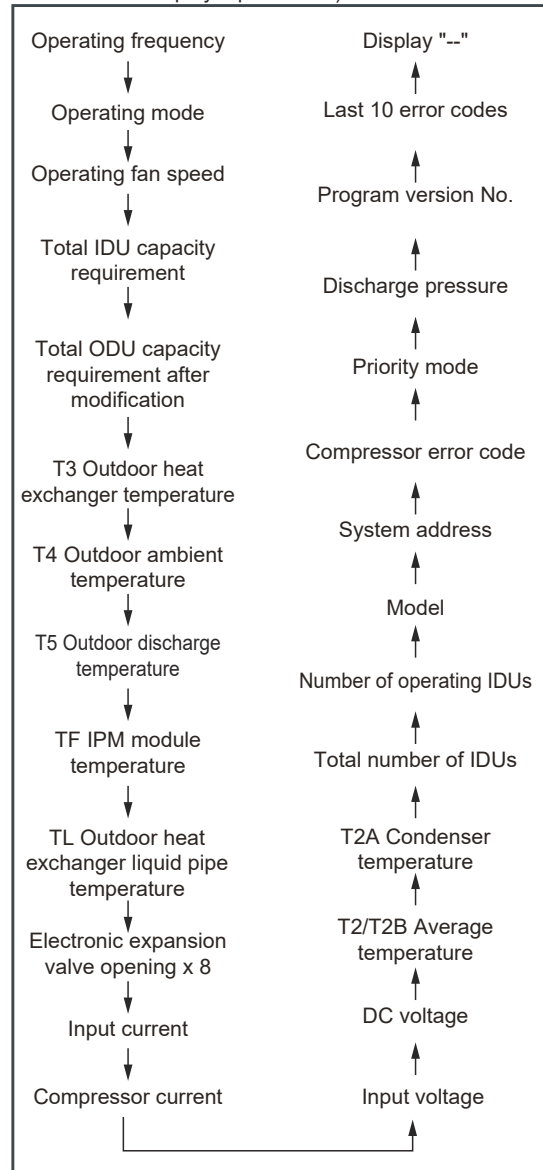 Operating frequency
Operating mode
Operating fan speed
Total IDU capacity
requirement
Total ODU capacity
requirement after
modification
T3 Outdoor heat
exchanger temperature
T4 Outdoor ambient
temperature
T5 Outdoor discharge
temperature
TF IPM module
temperature
TL Outdoor heat
exchanger liquid pipe
temperature
Electronic expansion
valve opening x 8
Input current
Compressor current
Input voltage
DC voltage
T2/T2B Average
temperature
T2A Condenser
temperature
Total number of IDUs
Number of operating IDUs
Model
System address
Compressor error code
Priority mode
Discharge pressure
Program version No.
Last 10 error codes
Display "--"